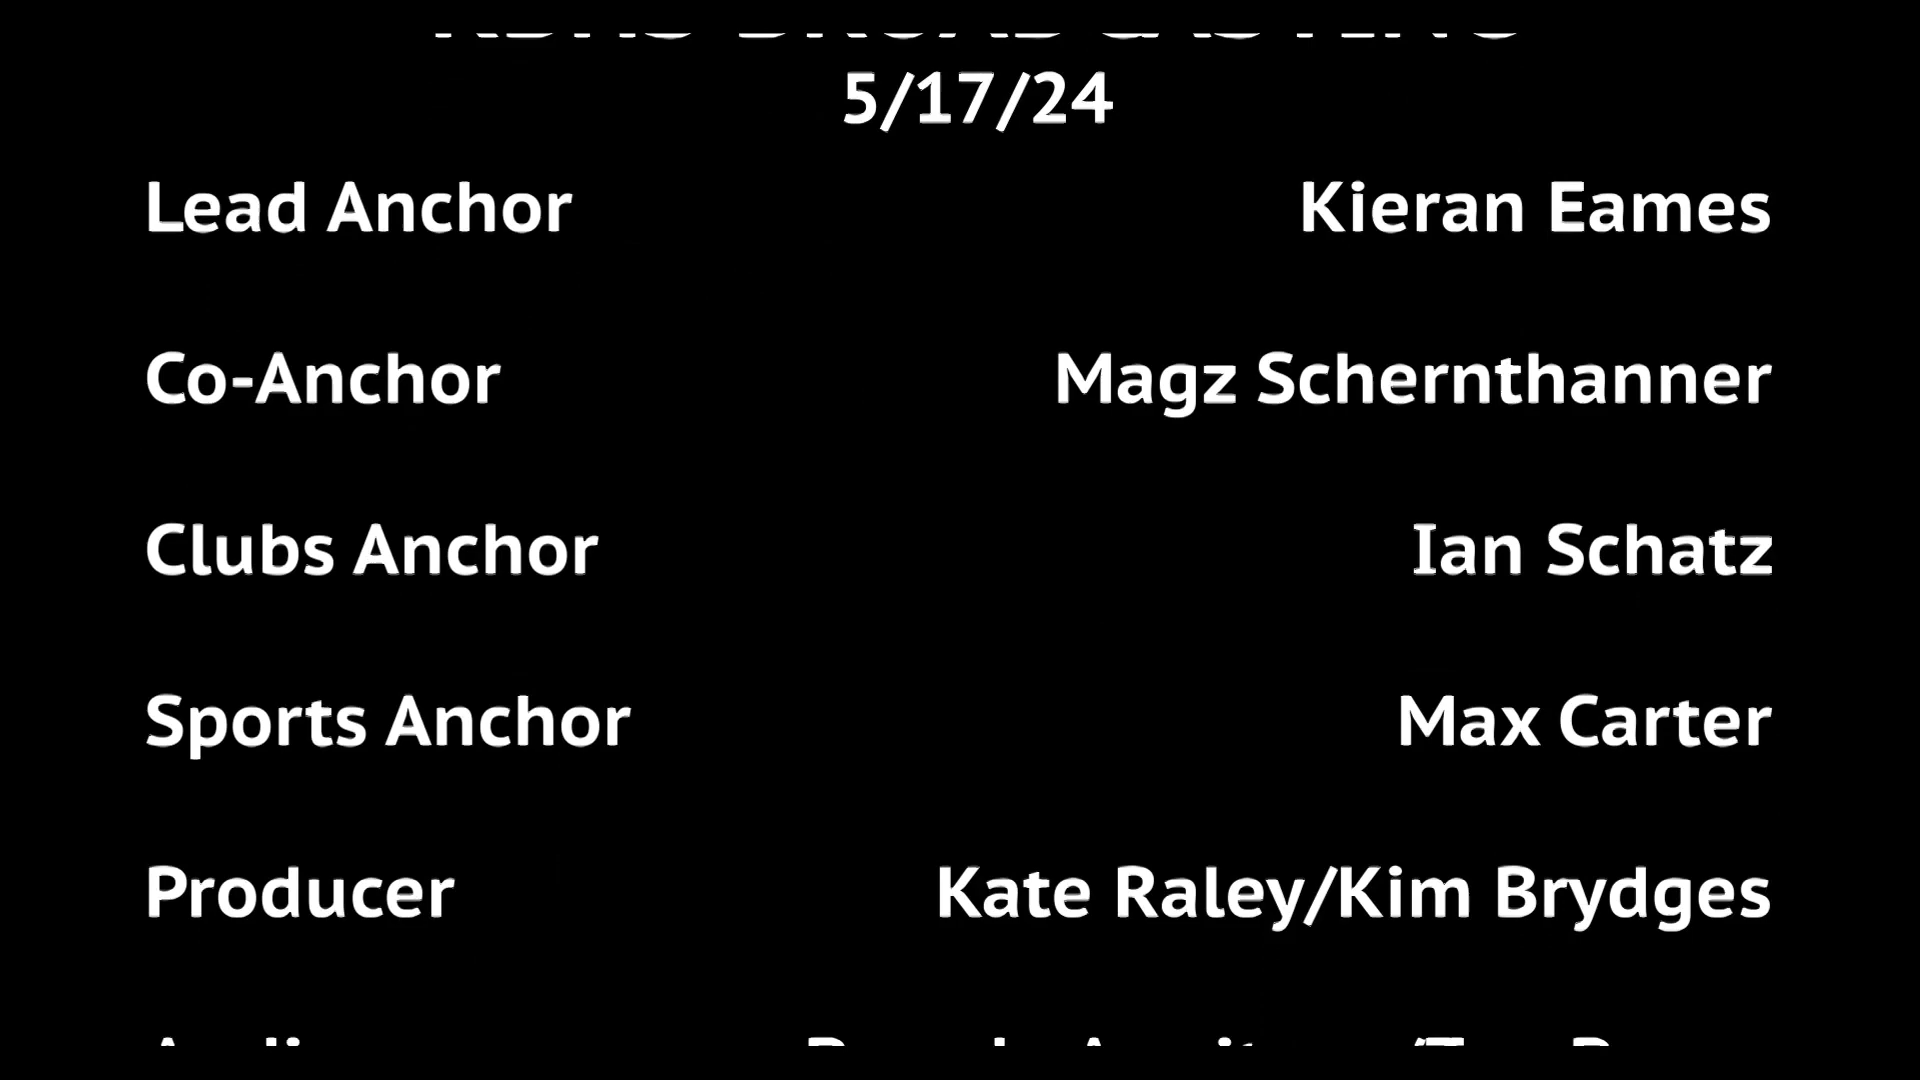 5/17/24
Lead Anchor Kieran Eames
Co-Anchor Magz Schernthanner
Clubs Anchor Ian Schatz
Sports Anchor Max Carter
Producer Kate Raley/Kim Brydges